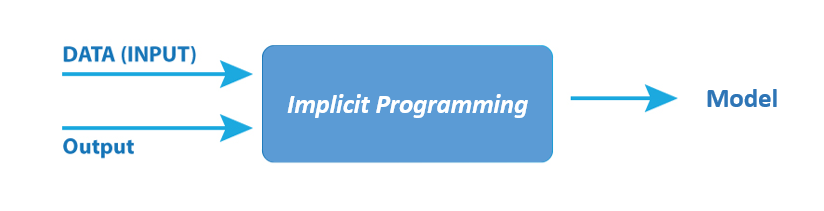 DATA (INPUT)
Implicit Programming
Model
Output